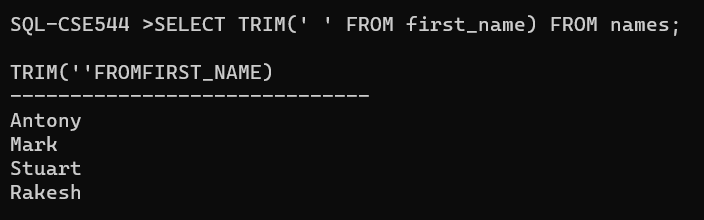 SQL-CSE544 >SELECT TRIM(' ' FROM first_name) FROM names;
TRIM(''FROMFIRST_NAME)
------------------------------
Antony
Mark
Stuart
Rakesh